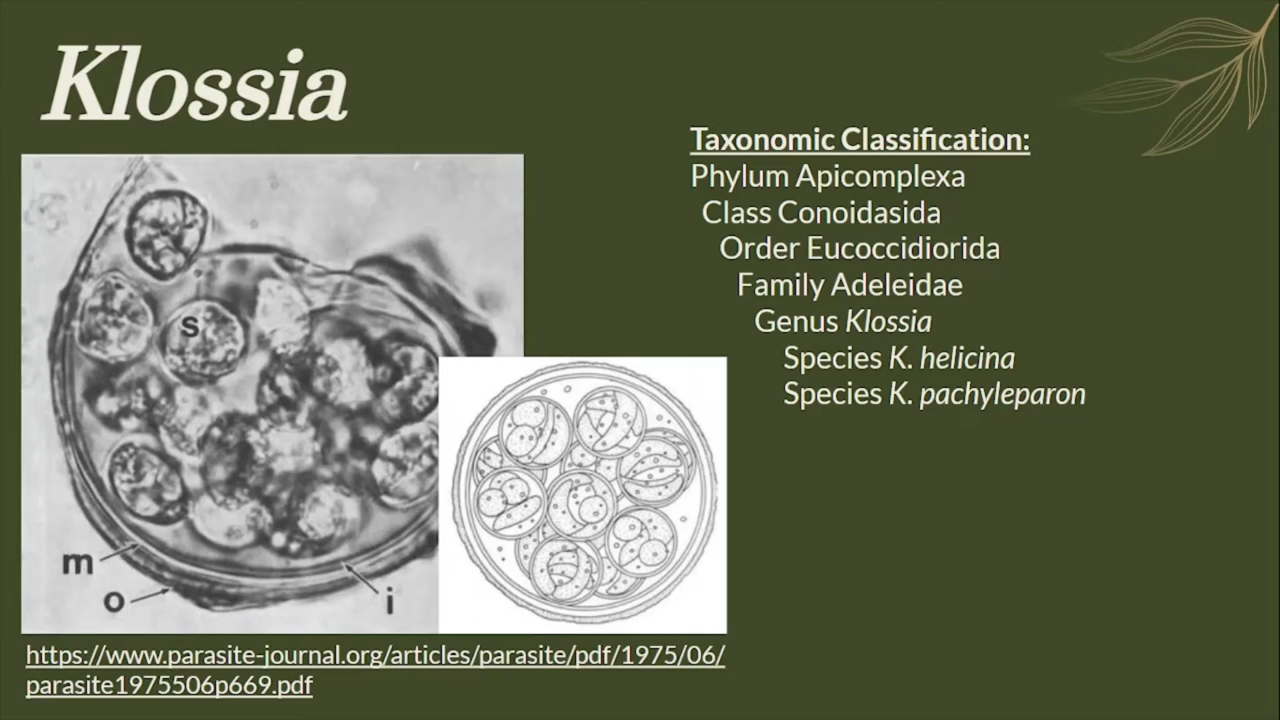 Klossia
Taxonomic Classification:
Phylum Apicomplexa
Class Conoidasida
Order Eucoccidiorida
Family Adeleidae
Genus Klossia
Species K. helicina
Species K. pachyleparon
s
m
o
i
https://www.parasite-journal.org/articles/parasite/pdf/1975/06/
parasite1975506p669.pdf